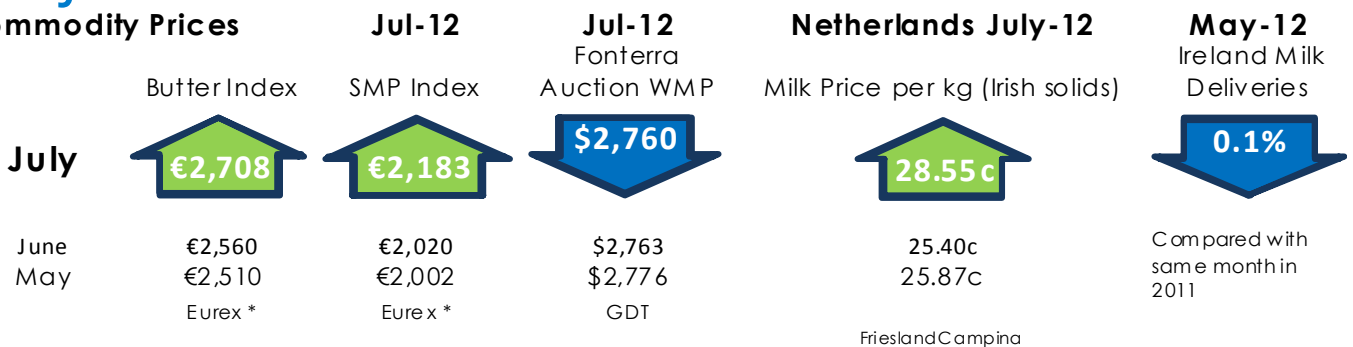 ommodity Prices Jul-12 Jul-12 Netherlands July-12 May-12
Fonterra Ireland Milk
Butter Index SMP Index Auction WMP Milk Price per kg (Irish solids) Deliveries
July €2,708 €2,183 $2,760 28.55c 0.1%
June €2,560 €2,020 $2,763 25.40c Compared with
May €2,510 €2,002 $2,776 25.87c same month in
2011
Eurex * Eurex * GDT
FrieslandCampina